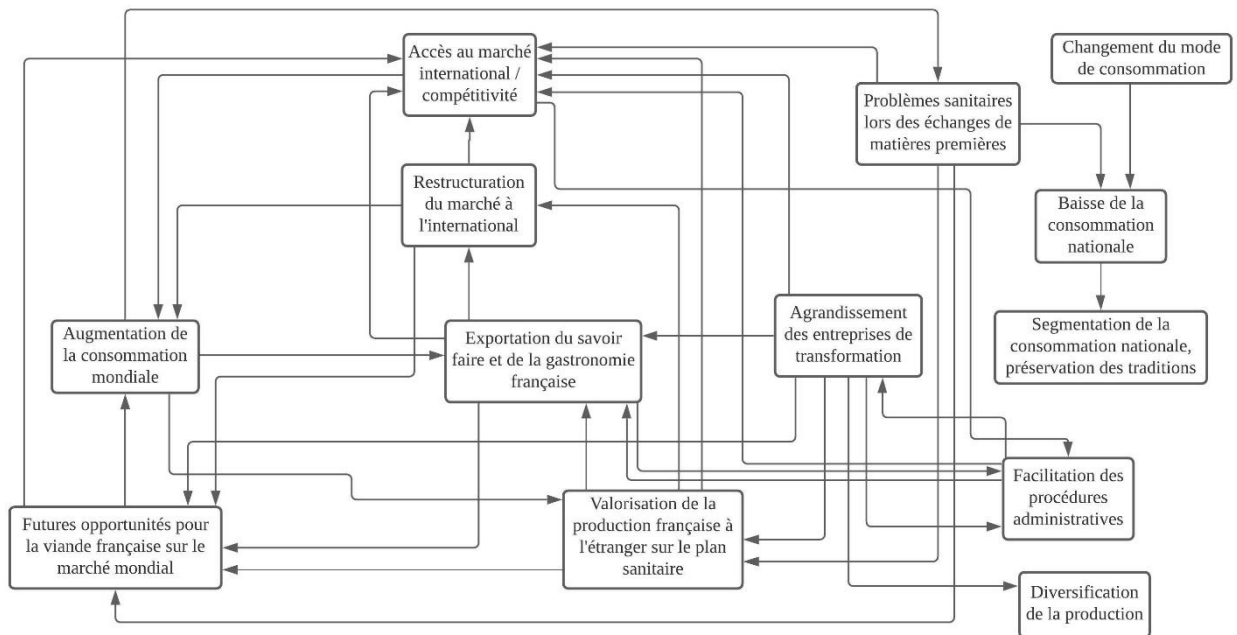 Accès au marché
international /
compétitivité
Changement du mode
de consommation
Problèmes sanitaires
lors des échanges de
matières premières
Restructuration
du marché à
l'international
Baisse de la
consommation
nationale
Augmentation de
la consommation
mondiale
Exportation du savoir
faire et de la gastronomie
française
Agrandissement
des entreprises de
transformation
Segmentation de la
consommation nationale,
préservation des traditions
Futures opportunités pour
la viande française sur le
marché mondial
Valorisation de la
production française à
l'étranger sur le plan
sanitaire
Facilitation des
procédures
administratives
Diversification
de la production